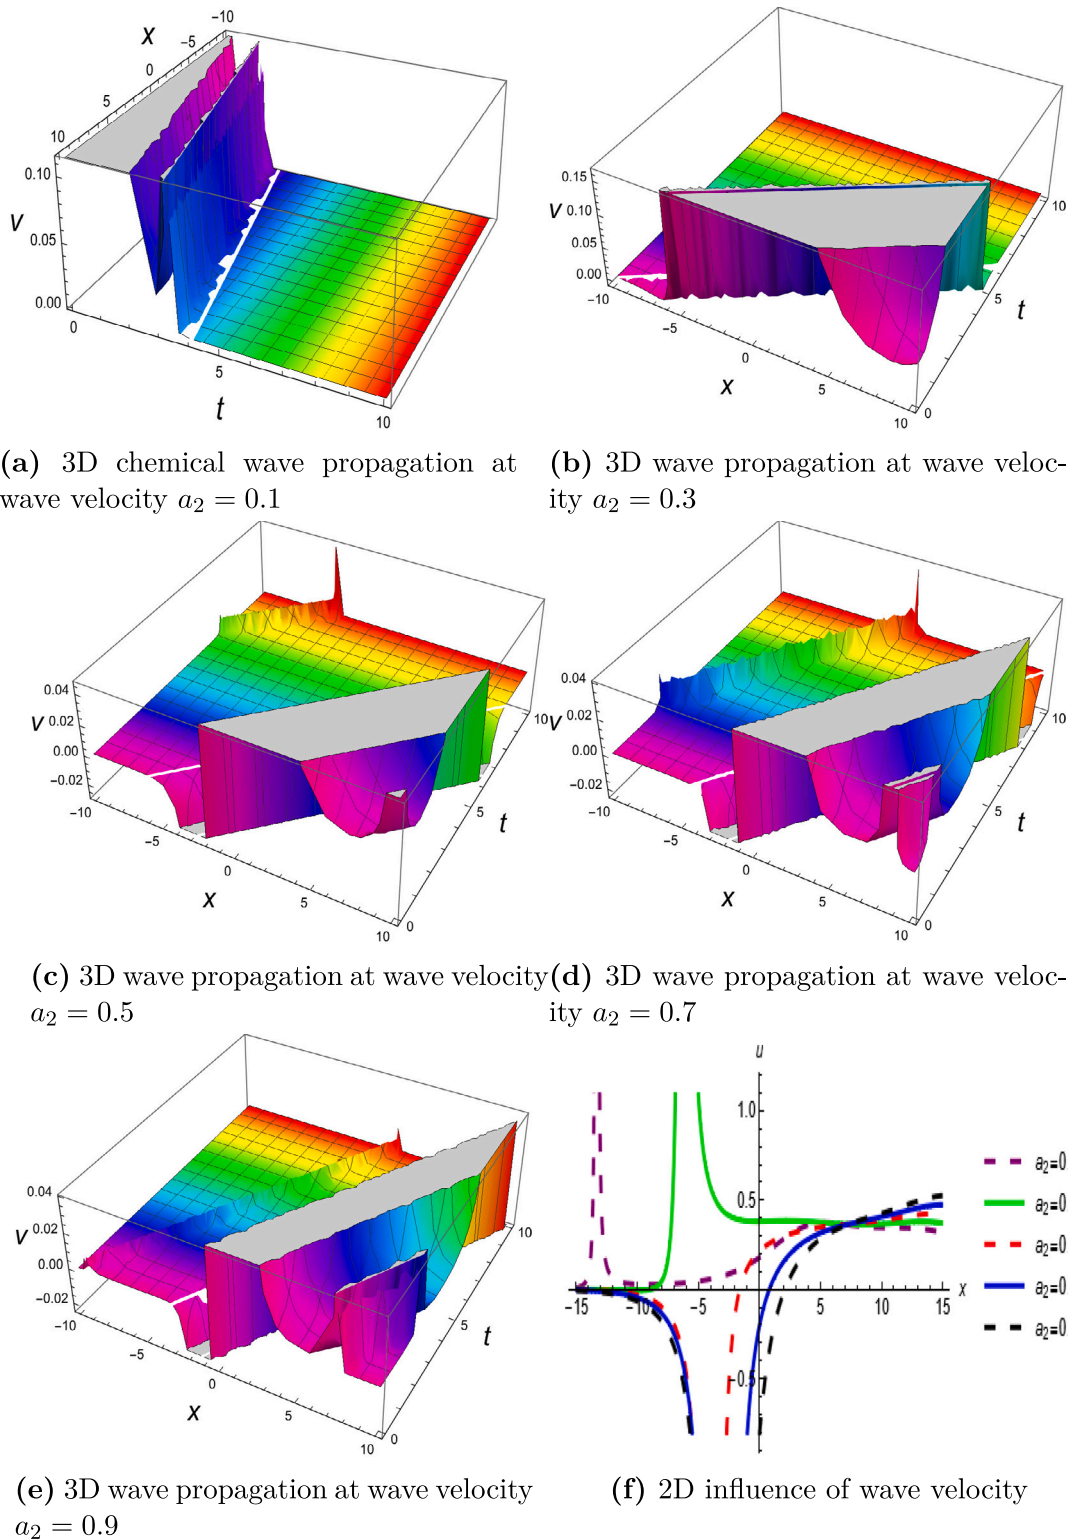 -10
x
-5
0
5
10
0.10
v
0.05
0.00
0
5
t
10
0.15
v 0.10
0.05
0.00
-10
-5
0
x
5
10
0
5
t
10
(a) 3D chemical wave propagation at
wave velocity a₂ = 0.1
(b) 3D wave propagation at wave veloc-
ity a₂ = 0.3
0.04
v 0.02
0.00
-0.02
-10
-5
0
x
5
10
0
5
t
10
0.04
v 0.02
0.00
-0.02
-10
-5
0
x
5
10
0
5
t
10
(c) 3D wave propagation at wave velocity
a₂ = 0.5
(d) 3D wave propagation at wave veloc-
ity a₂ = 0.7
0.04
v 0.02
0.00
-0.02
-10
-5
0
x
5
10
0
5
t
10
u
1.0
0.5
-15 -10 -5 5 10 15 x
-0.5
a₂=0
a₂=0
a₂=0
a₂=0
a₂=0
(e) 3D wave propagation at wave velocity
a₂ = 0.9
(f) 2D influence of wave velocity